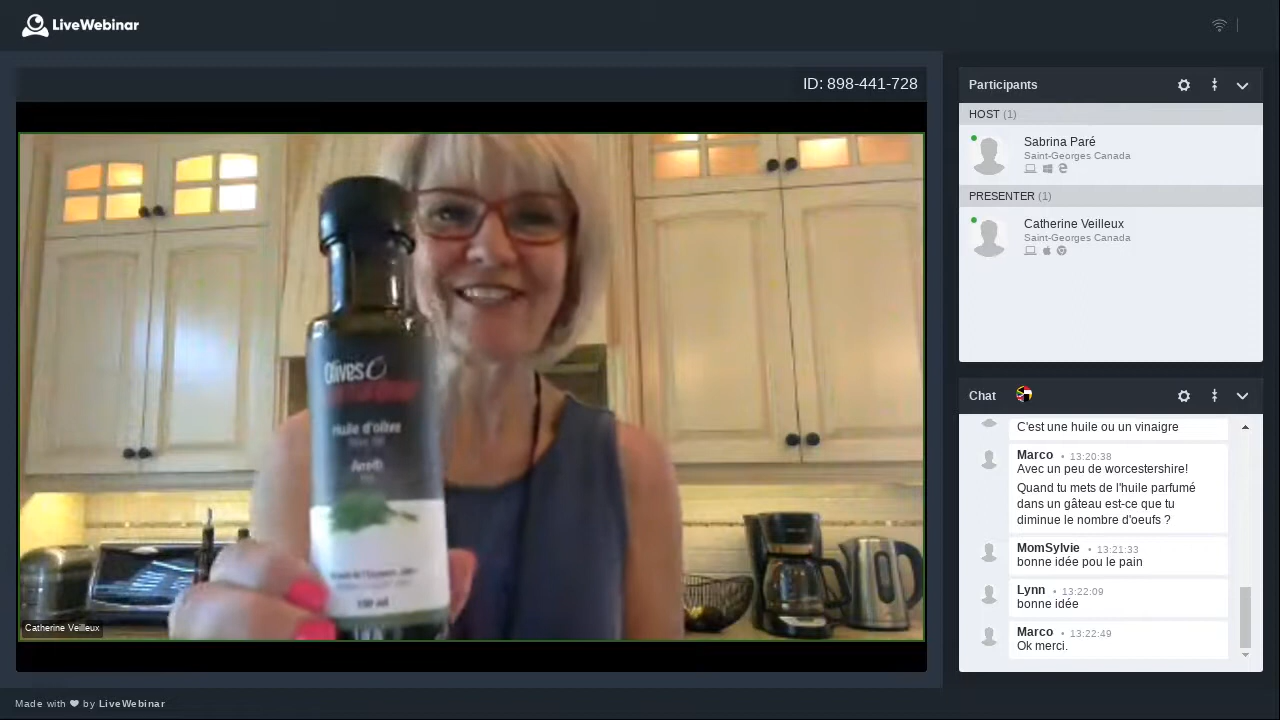 LiveWebinar
ID: 898-441-728
Olives
Huile d'olive
Aneth
Catherine Veilleux
Participants
HOST (1)
Sabrina Paré
Saint-Georges Canada
PRESENTER (1)
Catherine Veilleux
Saint-Georges Canada
Chat
C'est une huile ou un vinaigre
Marco • 13:20:38
Avec un peu de worcestershire!
Quand tu mets de l'huile parfumé
dans un gâteau est-ce que tu
diminue le nombre d'oeufs ?
MomSylvie • 13:21:33
bonne idée pou le pain
Lynn • 13:22:09
bonne idée
Marco • 13:22:49
Ok merci.
Made with ❤ by LiveWebinar